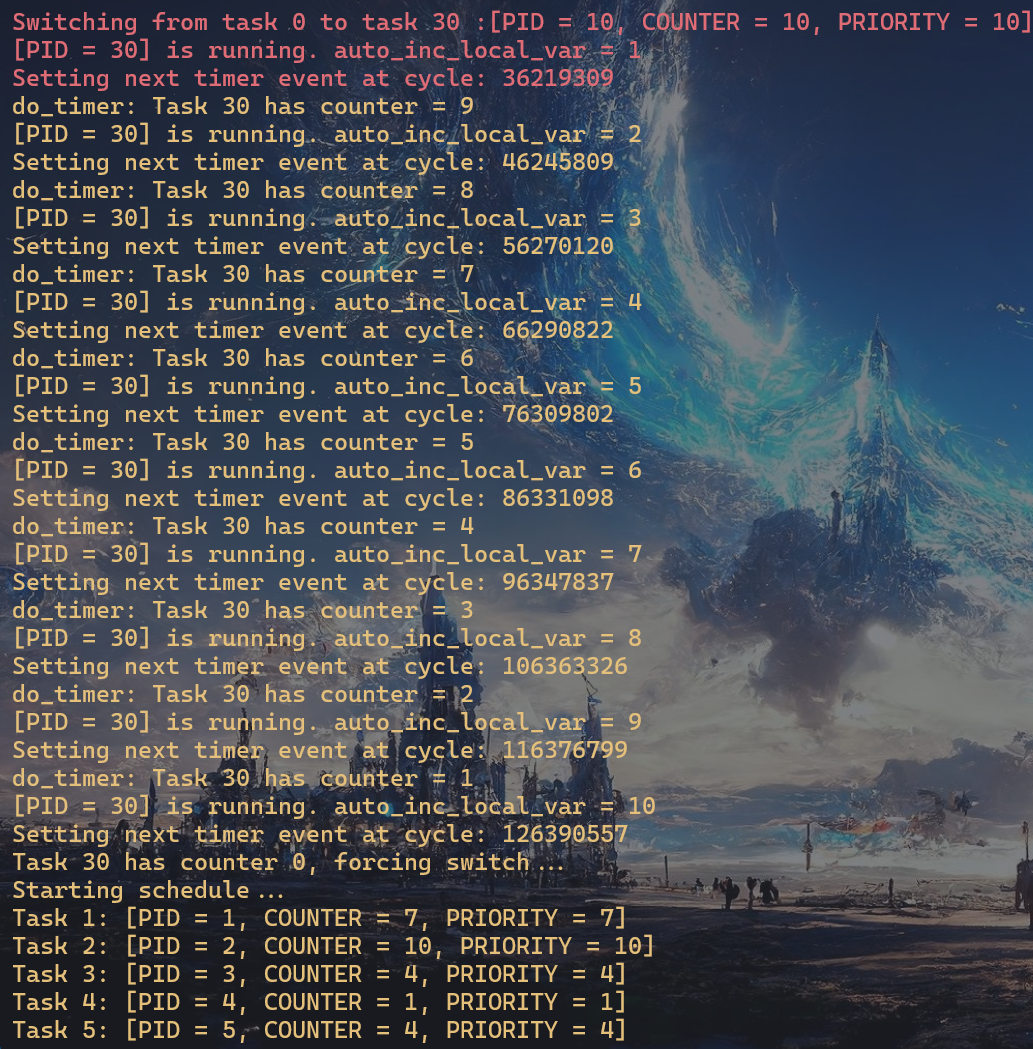 Switching from task 0 to task 30 :[PID = 10, COUNTER = 10, PRIORITY = 10]
[PID = 30] is running. auto_inc_local_var = 1
Setting next timer event at cycle: 36219309
do_timer: Task 30 has counter = 9
[PID = 30] is running. auto_inc_local_var = 2
Setting next timer event at cycle: 46245809
do_timer: Task 30 has counter = 8
[PID = 30] is running. auto_inc_local_var = 3
Setting next timer event at cycle: 56270120
do_timer: Task 30 has counter = 7
[PID = 30] is running. auto_inc_local_var = 4
Setting next timer event at cycle: 66290822
do_timer: Task 30 has counter = 6
[PID = 30] is running. auto_inc_local_var = 5
Setting next timer event at cycle: 76309802
do_timer: Task 30 has counter = 5
[PID = 30] is running. auto_inc_local_var = 6
Setting next timer event at cycle: 86331098
do_timer: Task 30 has counter = 4
[PID = 30] is running. auto_inc_local_var = 7
Setting next timer event at cycle: 96347837
do_timer: Task 30 has counter = 3
[PID = 30] is running. auto_inc_local_var = 8
Setting next timer event at cycle: 106363326
do_timer: Task 30 has counter = 2
[PID = 30] is running. auto_inc_local_var = 9
Setting next timer event at cycle: 116376799
do_timer: Task 30 has counter = 1
[PID = 30] is running. auto_inc_local_var = 10
Setting next timer event at cycle: 126390557
Task 30 has counter 0, forcing switch...
Starting schedule...
Task 1: [PID = 1, COUNTER = 7, PRIORITY = 7]
Task 2: [PID = 2, COUNTER = 10, PRIORITY = 10]
Task 3: [PID = 3, COUNTER = 4, PRIORITY = 4]
Task 4: [PID = 4, COUNTER = 1, PRIORITY = 1]
Task 5: [PID = 5, COUNTER = 4, PRIORITY = 4]